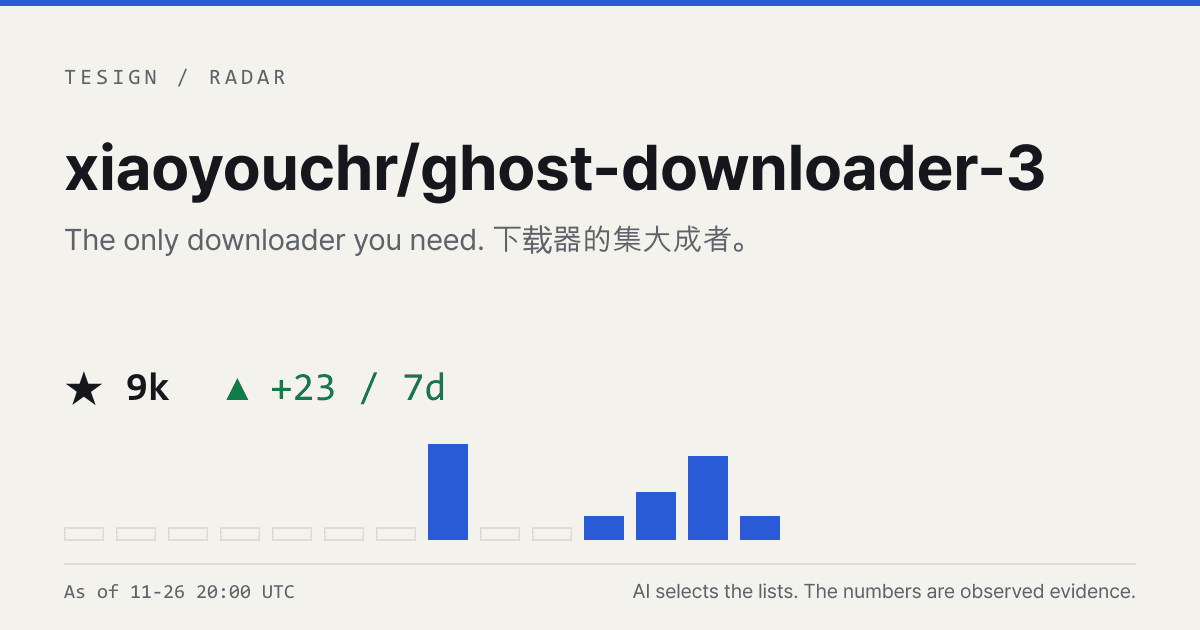 TESIGN / RADAR
xiaoyouchr/ghost-downloader-3
The only downloader you need. 下载器的集大成者。
★ 9k ▲ +23 / 7d
As of 11-26 20:00 UTC
AI selects the lists. The numbers are observed evidence.